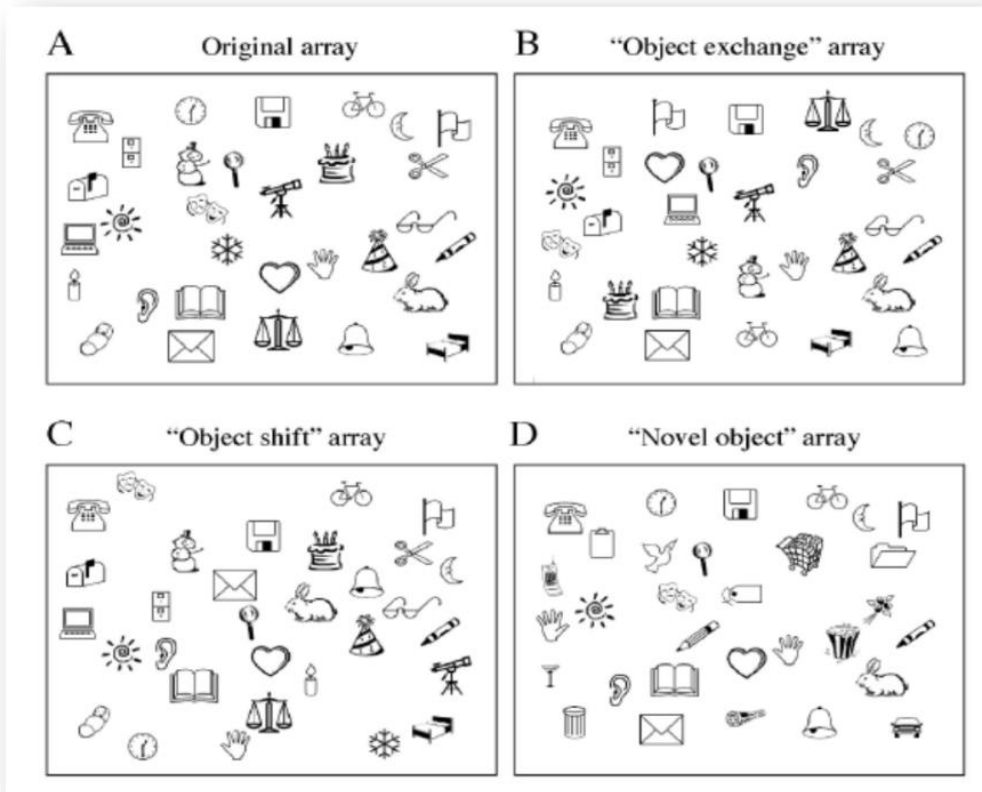 A Original array
B “Object exchange” array
C “Object shift” array
D “Novel object” array